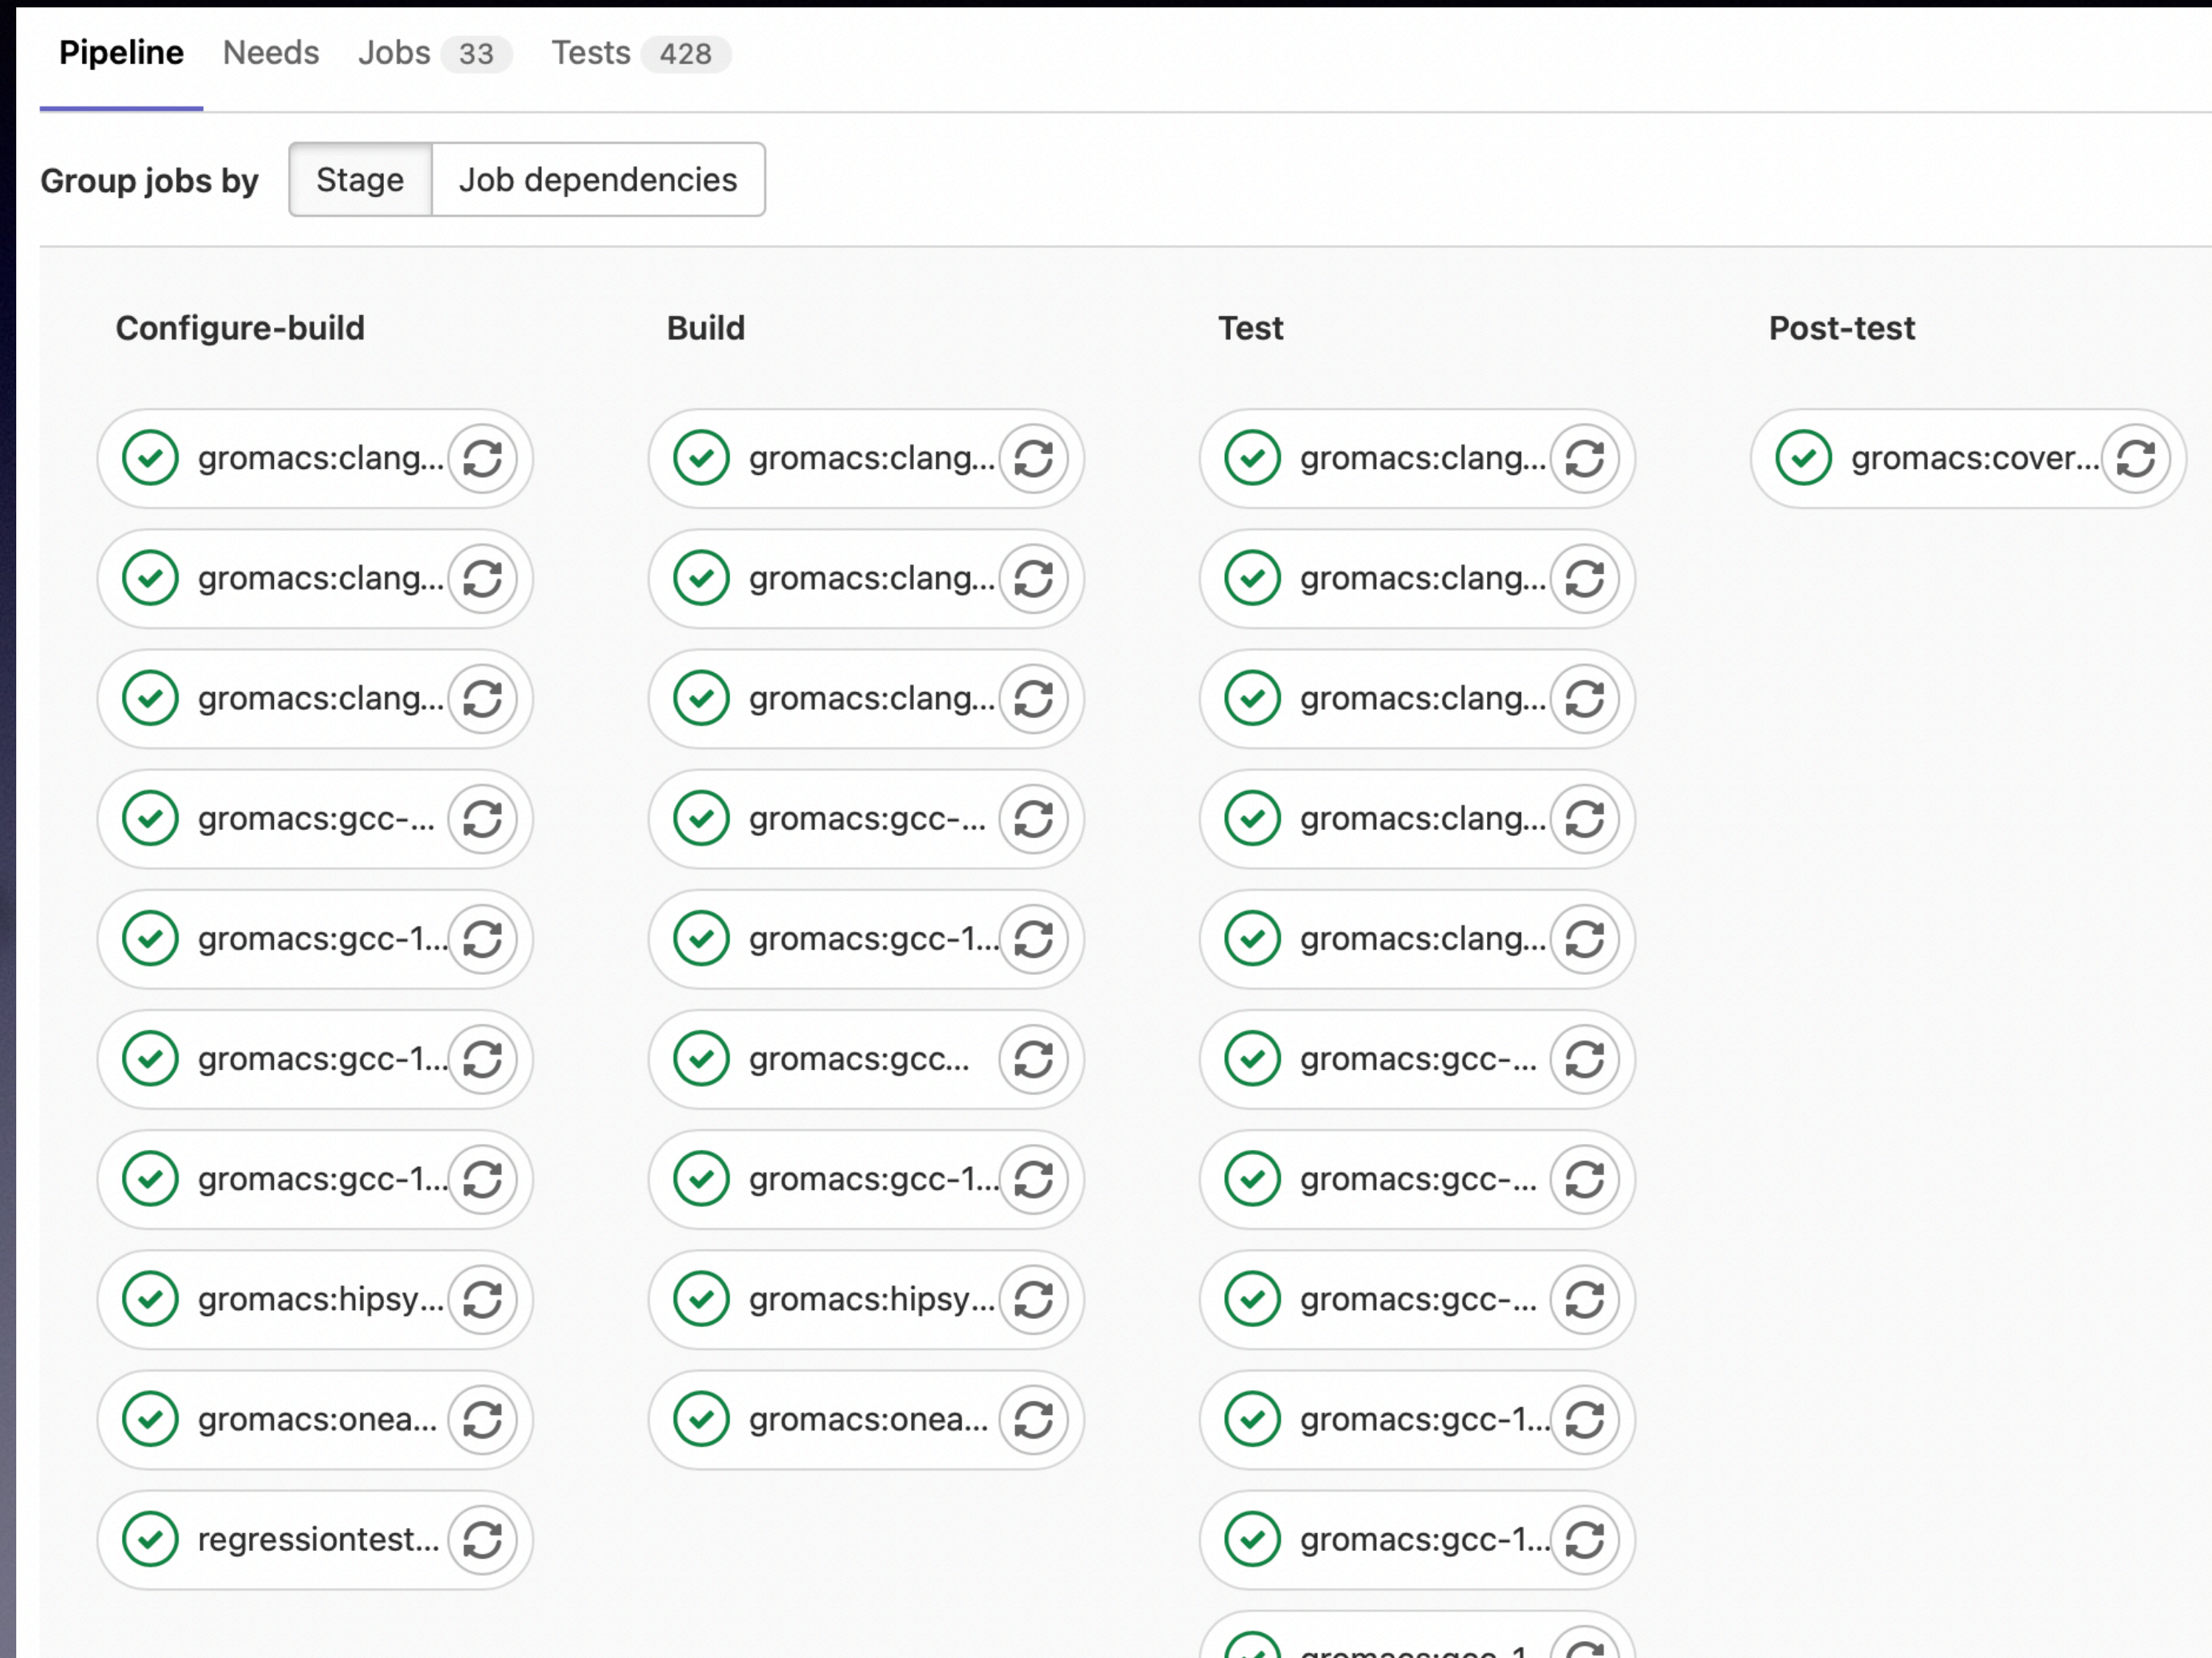 Pipeline Needs Jobs 33 Tests 428
Group jobs by Stage Job dependencies
Configure-build
gromacs:clang...
gromacs:clang...
gromacs:clang...
gromacs:gcc-...
gromacs:gcc-1...
gromacs:gcc-1...
gromacs:gcc-1...
gromacs:hipsy...
gromacs:onea...
regressiontest...
Build
gromacs:clang...
gromacs:clang...
gromacs:clang...
gromacs:gcc-...
gromacs:gcc-1...
gromacs:gcc...
gromacs:gcc-1...
gromacs:hipsy...
gromacs:onea...
Test
gromacs:clang...
gromacs:clang...
gromacs:clang...
gromacs:clang...
gromacs:clang...
gromacs:gcc-...
gromacs:gcc-...
gromacs:gcc-...
gromacs:gcc-1...
gromacs:gcc-1...
Post-test
gromacs:cover...